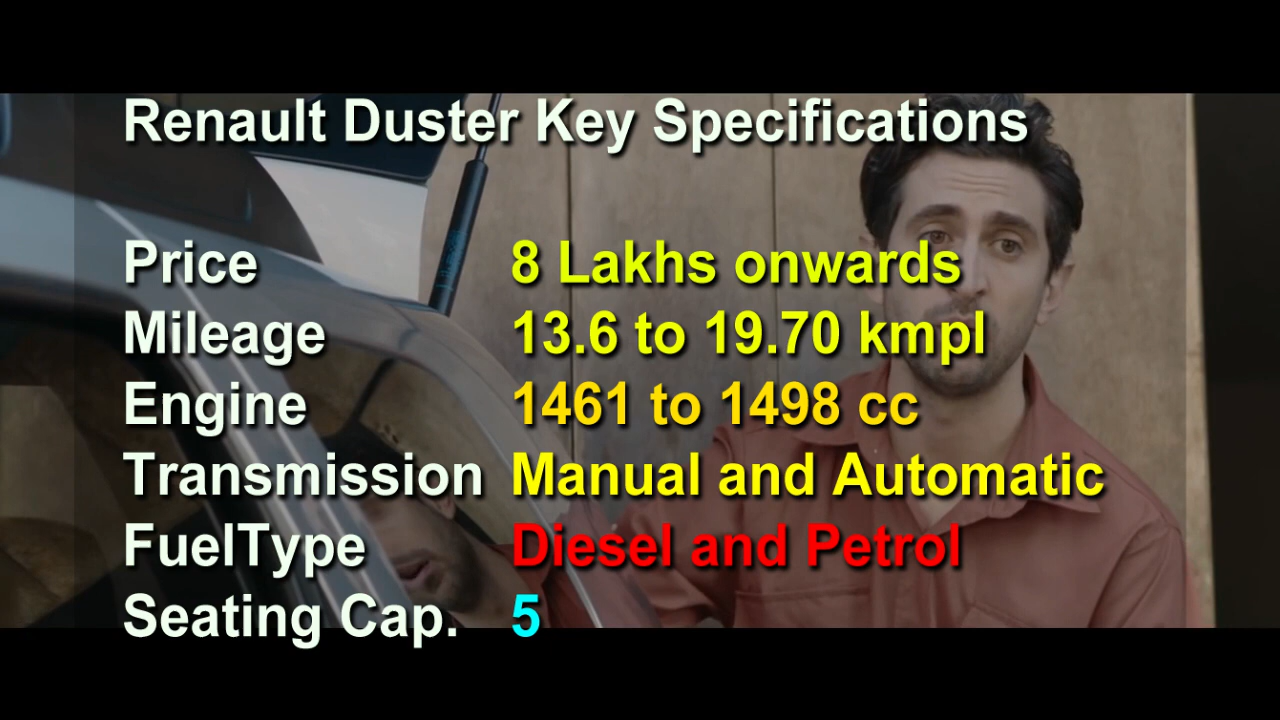 Renault Duster Key Specifications
Price 8 Lakhs onwards
Mileage 13.6 to 19.70 kmpl
Engine 1461 to 1498 cc
Transmission Manual and Automatic
FuelType Diesel and Petrol
Seating Cap. 5